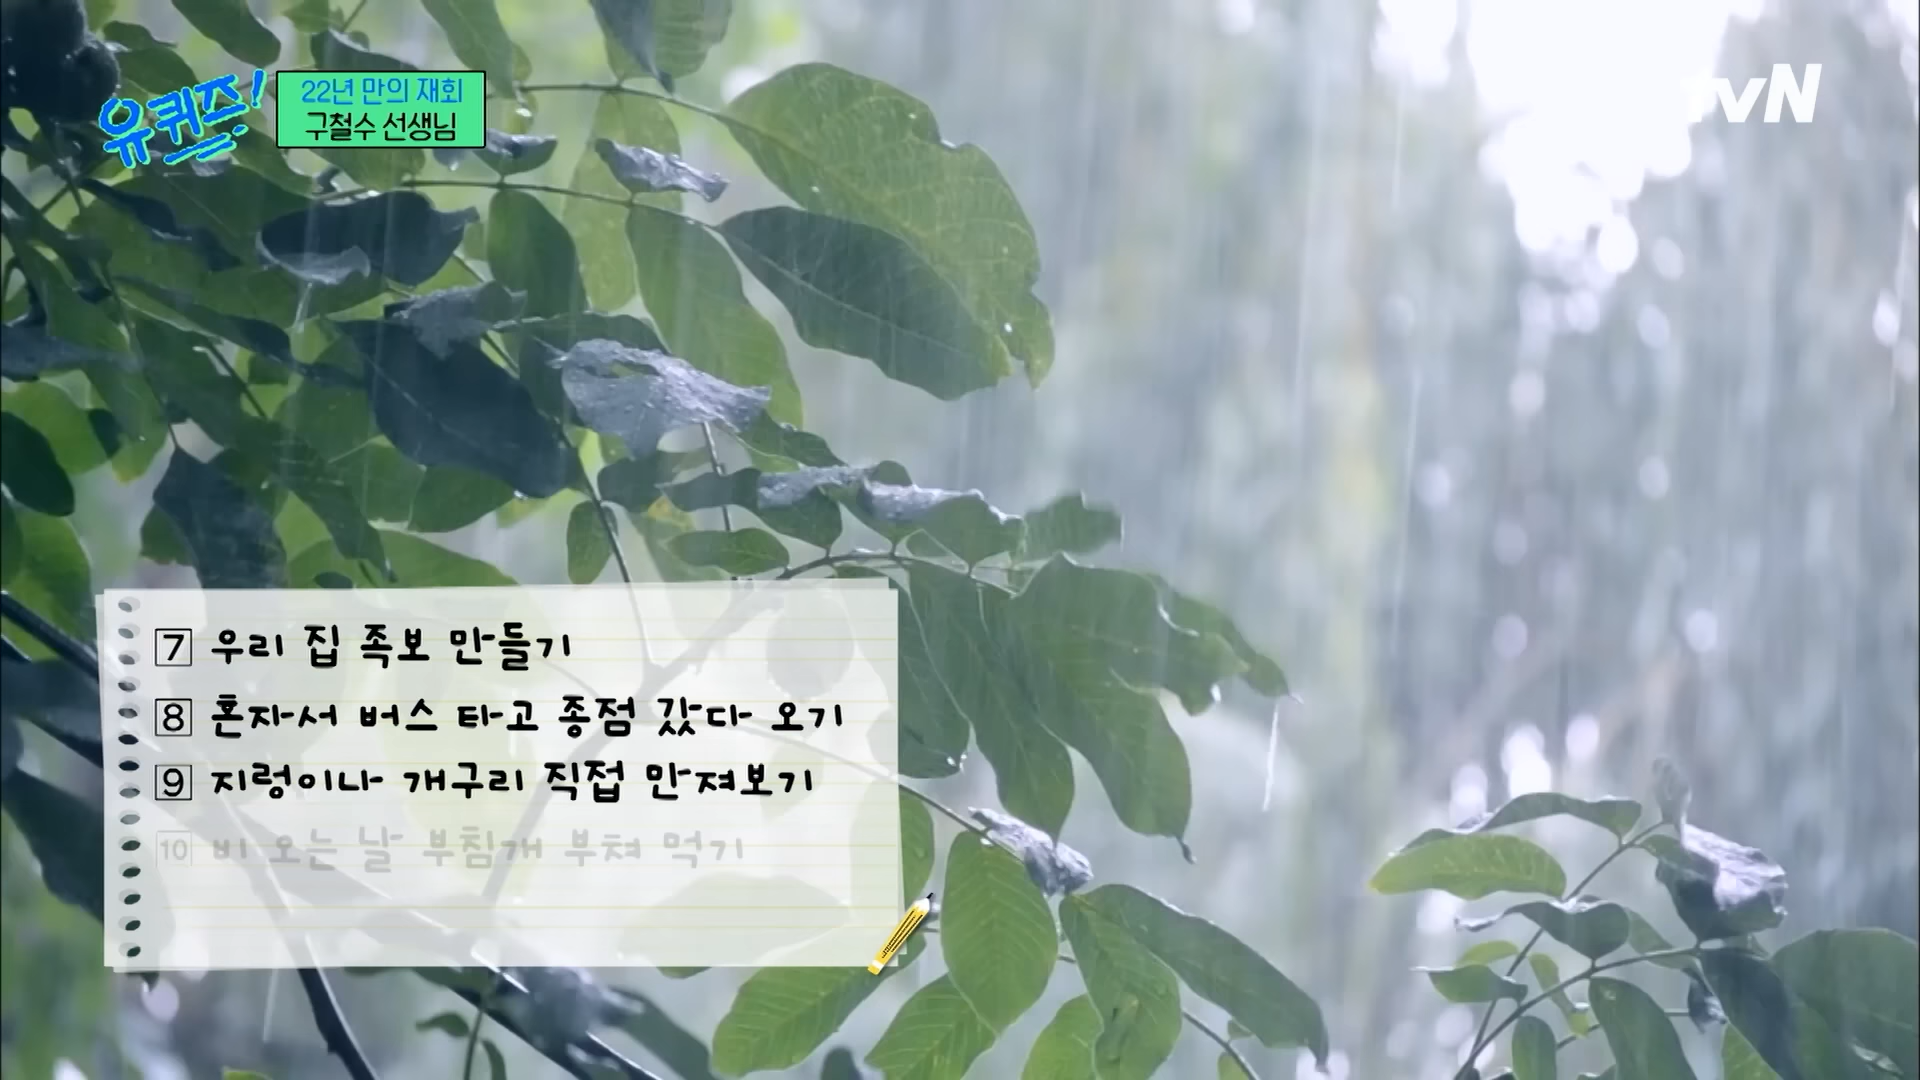 유퀴즈!
22년 만의 재회
구철수 선생님
tvN
7 우리 집 족보 만들기
8 혼자서 버스 타고 종점 갔다 오기
9 지렁이나 개구리 직접 만져보기
10 비 오는 날 부침개 부쳐 먹기